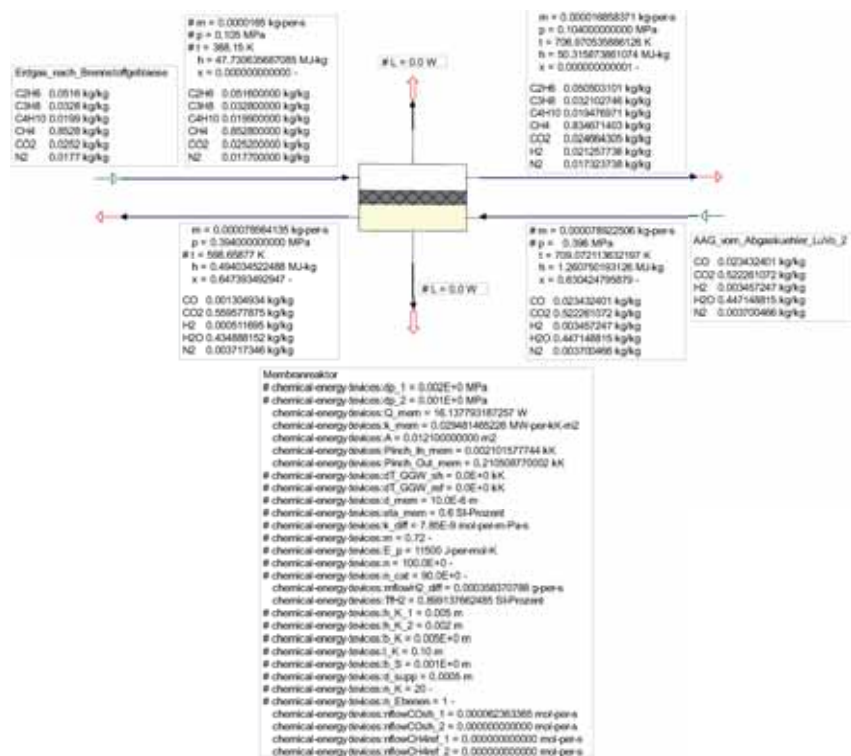 # m = 0.0000165 kg-per-s
# p = 0.105 MPa
# t = 368.15 K
h = 47.730635687085 MJ-kg
x = 0.000000000000 -
C2H6 0.051600000 kg/kg
C3H8 0.032800000 kg/kg
C4H10 0.019900000 kg/kg
CH4 0.852800000 kg/kg
CO2 0.025200000 kg/kg
N2 0.017700000 kg/kg
Erdgas_nach_Brennstoffgeblaese
C2H6 0.0516 kg/kg
C3H8 0.0328 kg/kg
C4H10 0.0199 kg/kg
CH4 0.8528 kg/kg
CO2 0.0252 kg/kg
N2 0.0177 kg/kg
# L = 0.0 W
m = 0.000016858371 kg-per-s
p = 0.104000000000 MPa
t = 706.970535886126 K
h = 50.315873861074 MJ-kg
x = 0.000000000001 -
C2H6 0.050503101 kg/kg
C3H8 0.032102746 kg/kg
C4H10 0.019476971 kg/kg
CH4 0.834671403 kg/kg
CO2 0.024664305 kg/kg
H2 0.021257738 kg/kg
N2 0.017323738 kg/kg
m = 0.000078564135 kg-per-s
p = 0.394000000000 MPa
# t = 598.65877 K
h = 0.494034522488 MJ-kg
x = 0.647393492947 -
CO 0.001304934 kg/kg
CO2 0.559577875 kg/kg
H2 0.000511695 kg/kg
H2O 0.434888152 kg/kg
N2 0.003717346 kg/kg
# L = 0.0 W
m = 0.000078922506 kg-per-s
# p = 0.396 MPa
t = 709.072113632197 K
h = 1.260750193126 MJ-kg
x = 0.630424795879 -
CO 0.023432401 kg/kg
CO2 0.522261072 kg/kg
H2 0.003457247 kg/kg
H2O 0.447148815 kg/kg
N2 0.003700466 kg/kg
AAG_vom_Abgaskuehler_LuVo_2
CO 0.023432401 kg/kg
CO2 0.522261072 kg/kg
H2 0.003457247 kg/kg
H2O 0.447148815 kg/kg
N2 0.003700466 kg/kg
Membranreaktor
# chemical-energy-devices:dp_1 = 0.002E+0 MPa
# chemical-energy-devices:dp_2 = 0.001E+0 MPa
chemical-energy-devices:Q_mem = 16.137793187257 W
chemical-energy-devices:k_mem = 0.029481465226 MW-per-kK-m2
chemical-energy-devices:A = 0.012100000000 m2
chemical-energy-devices:Pinch_In_mem = 0.002101577744 kK
chemical-energy-devices:Pinch_Out_mem = 0.210508770002 kK
# chemical-energy-devices:dT_GGW_sh = 0.0E+0 kK
# chemical-energy-devices:dT_GGW_ref = 0.0E+0 kK
# chemical-energy-devices:d_mem = 10.0E-6 m
# chemical-energy-devices:eta_mem = 0.6 SI-Prozent
# chemical-energy-devices:k_diff = 7.85E-9 mol-per-m-Pa-s
# chemical-energy-devices:m = 0.72 -
# chemical-energy-devices:E_p = 11500 J-per-mol-K
# chemical-energy-devices:n = 100.0E+0 -
# chemical-energy-devices:n_cat = 90.0E+0 -
chemical-energy-devices:mflowH2_diff = 0.000358370788 g-per-s
chemical-energy-devices:TfH2 = 0.899137662485 SI-Prozent
# chemical-energy-devices:h_K_1 = 0.005 m
# chemical-energy-devices:h_K_2 = 0.002 m
# chemical-energy-devices:b_K = 0.005E+0 m
# chemical-energy-devices:l_K = 0.10 m
# chemical-energy-devices:b_S = 0.001E+0 m
# chemical-energy-devices:d_supp = 0.0005 m
# chemical-energy-devices:n_K = 20 -
# chemical-energy-devices:n_Ebenen = 1 -
chemical-energy-devices:nflowCOsh_1 = 0.000062363365 mol-per-s
chemical-energy-devices:nflowCOsh_2 = 0.000000000000 mol-per-s
chemical-energy-devices:nflowCH4ref_1 = 0.000000000000 mol-per-s
chemical-energy-devices:nflowCH4ref_2 = 0.000000000000 mol-per-s